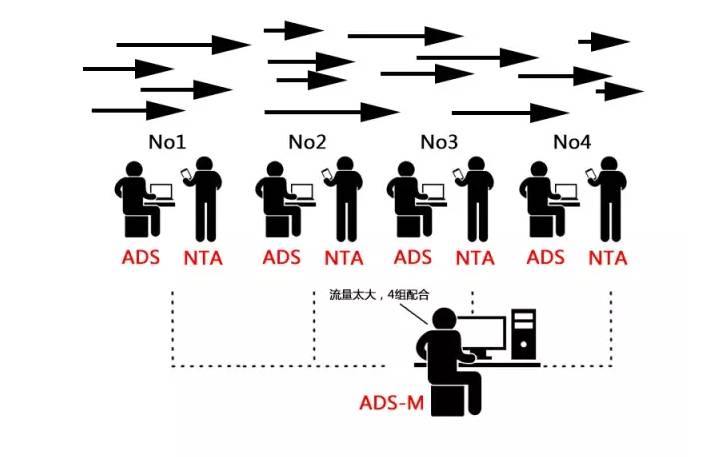 No1 No2 No3 No4
ADS NTA ADS NTA ADS NTA ADS NTA
流量太大，4组配合
ADS-M